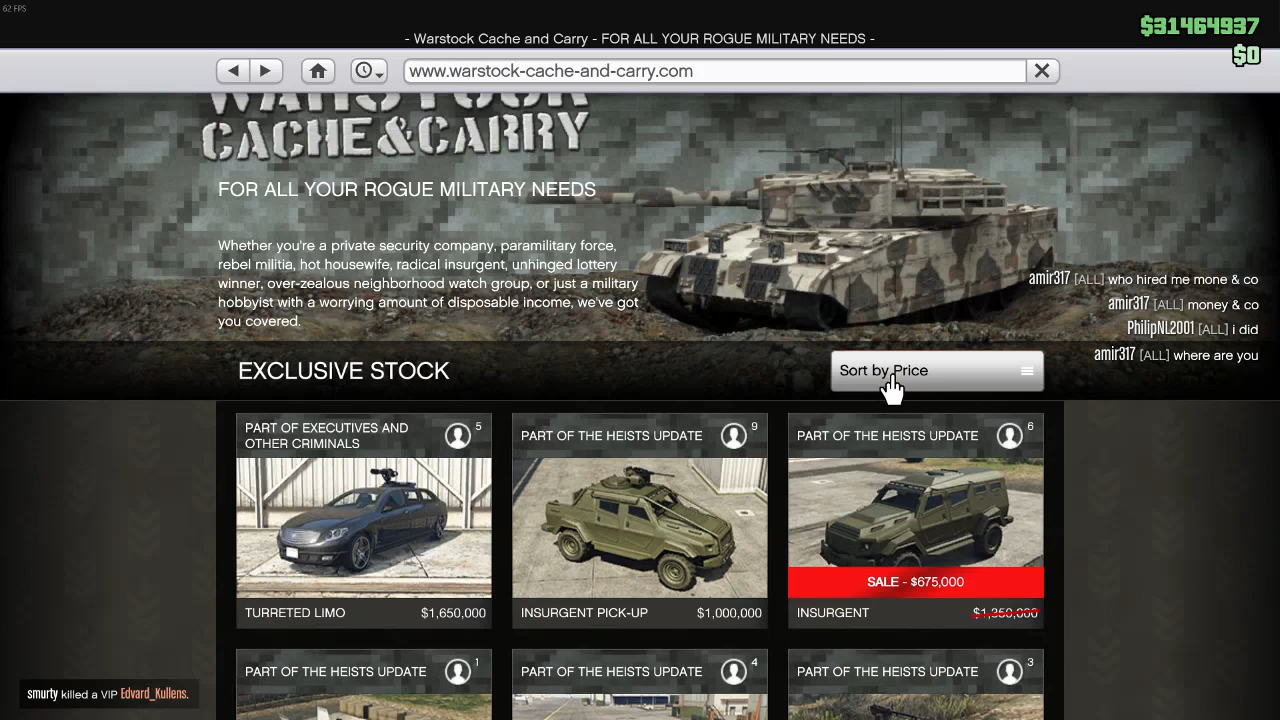 62 FPS
$31464937
- Warstock Cache and Carry - FOR ALL YOUR ROGUE MILITARY NEEDS -
$0
www.warstock-cache-and-carry.com
WARSTOCK
CACHE&CARRY
FOR ALL YOUR ROGUE MILITARY NEEDS
Whether you're a private security company, paramilitary force,
rebel militia, hot housewife, radical insurgent, unhinged lottery
winner, over-zealous neighborhood watch group, or just a military
hobbyist with a worrying amount of disposable income, we've got
you covered.
amir317 [ALL] who hired me mone & co
amir317 [ALL] money & co
PhilipNL2001 [ALL] i did
amir317 [ALL] where are you
EXCLUSIVE STOCK
Sort by Price
PART OF EXECUTIVES AND
OTHER CRIMINALS
5
PART OF THE HEISTS UPDATE
9
PART OF THE HEISTS UPDATE
6
SALE - $675,000
TURRETED LIMO $1,650,000
INSURGENT PICK-UP $1,000,000
INSURGENT $1,350,000
PART OF THE HEISTS UPDATE
1
PART OF THE HEISTS UPDATE
4
PART OF THE HEISTS UPDATE
3
smurty killed a VIP Edvard_Kullens.